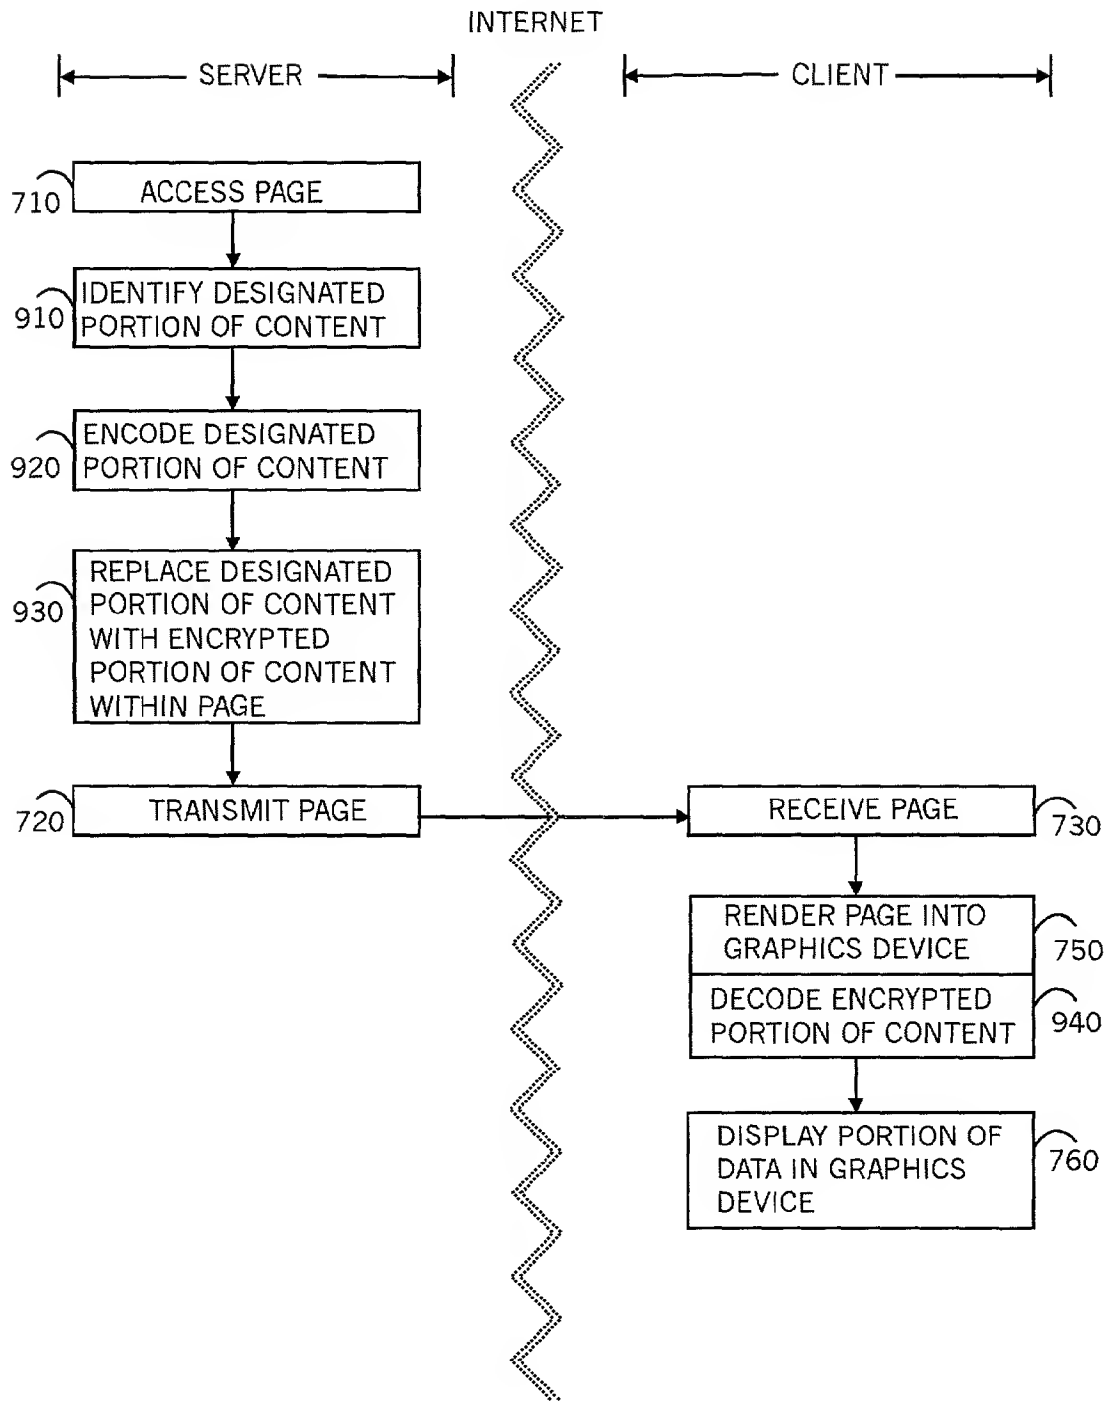 INTERNET
SERVER
CLIENT
710
ACCESS PAGE
910
IDENTIFY DESIGNATED
PORTION OF CONTENT
920
ENCODE DESIGNATED
PORTION OF CONTENT
930
REPLACE DESIGNATED
PORTION OF CONTENT
WITH ENCRYPTED
PORTION OF CONTENT
WITHIN PAGE
720
TRANSMIT PAGE
RECEIVE PAGE
730
RENDER PAGE INTO
GRAPHICS DEVICE
750
DECODE ENCRYPTED
PORTION OF CONTENT
940
DISPLAY PORTION OF
DATA IN GRAPHICS
DEVICE
760